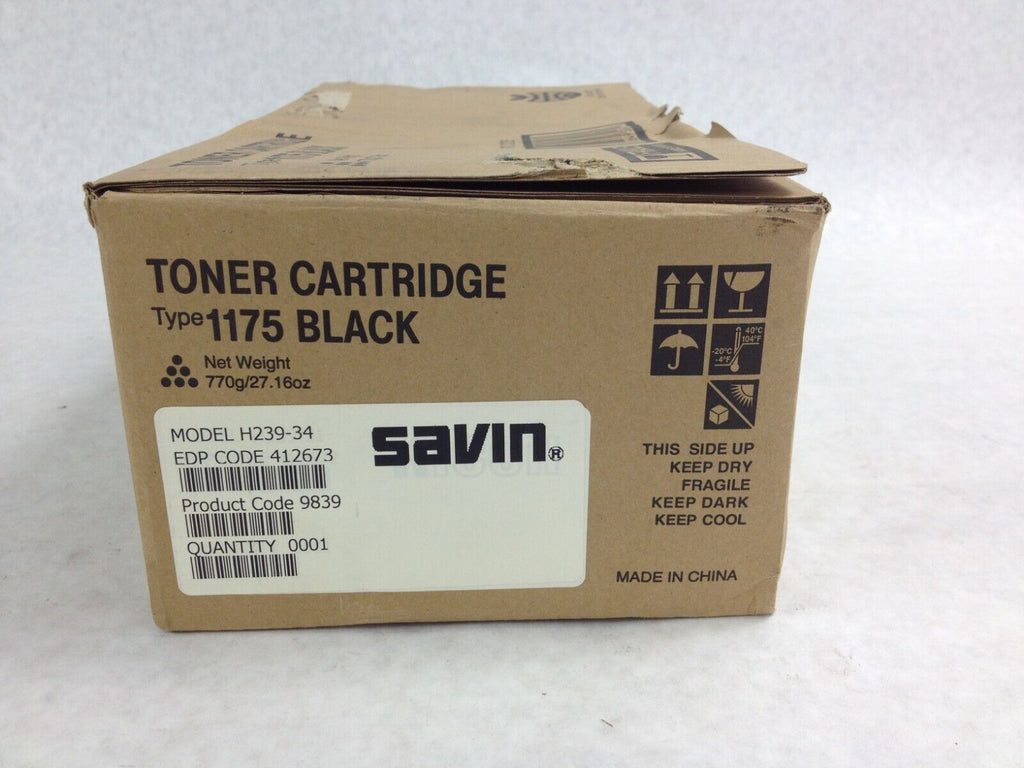 TONER CARTRIDGE
Type 1175 BLACK
Net Weight
770g/27.16oz
40°C
104°F
-20°C
-4°F
MODEL H239-34
savin®
EDP CODE 412673
Product Code 9839
QUANTITY 0001
THIS SIDE UP
KEEP DRY
FRAGILE
KEEP DARK
KEEP COOL
MADE IN CHINA